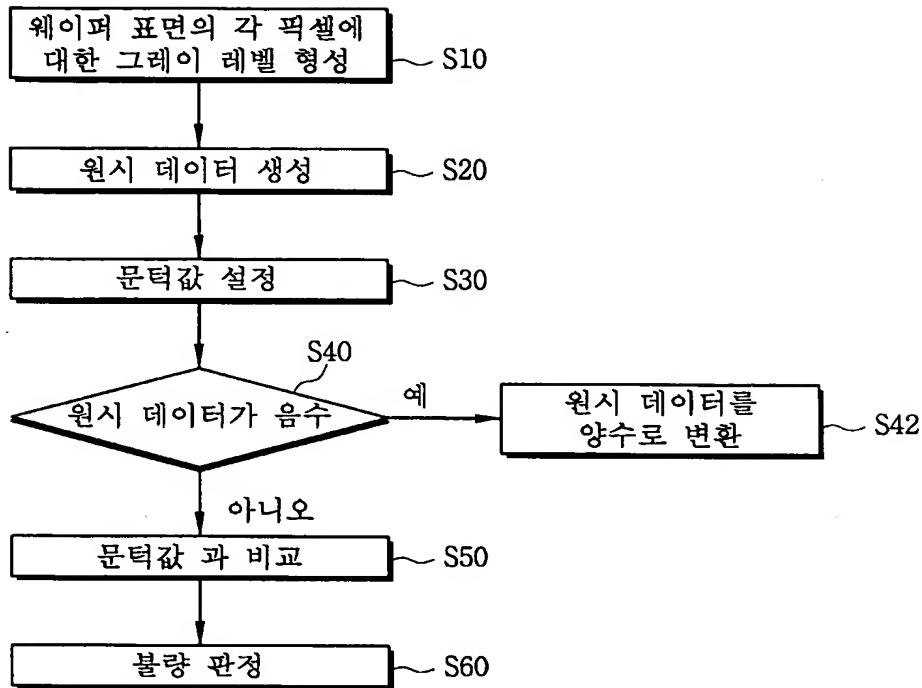 웨이퍼 표면의 각 픽셀에
대한 그레이 레벨 형성
S10
원시 데이터 생성
S20
문턱값 설정
S30
S40
원시 데이터가 음수
예
원시 데이터를
양수로 변환
S42
아니오
문턱값 과 비교
S50
불량 판정
S60